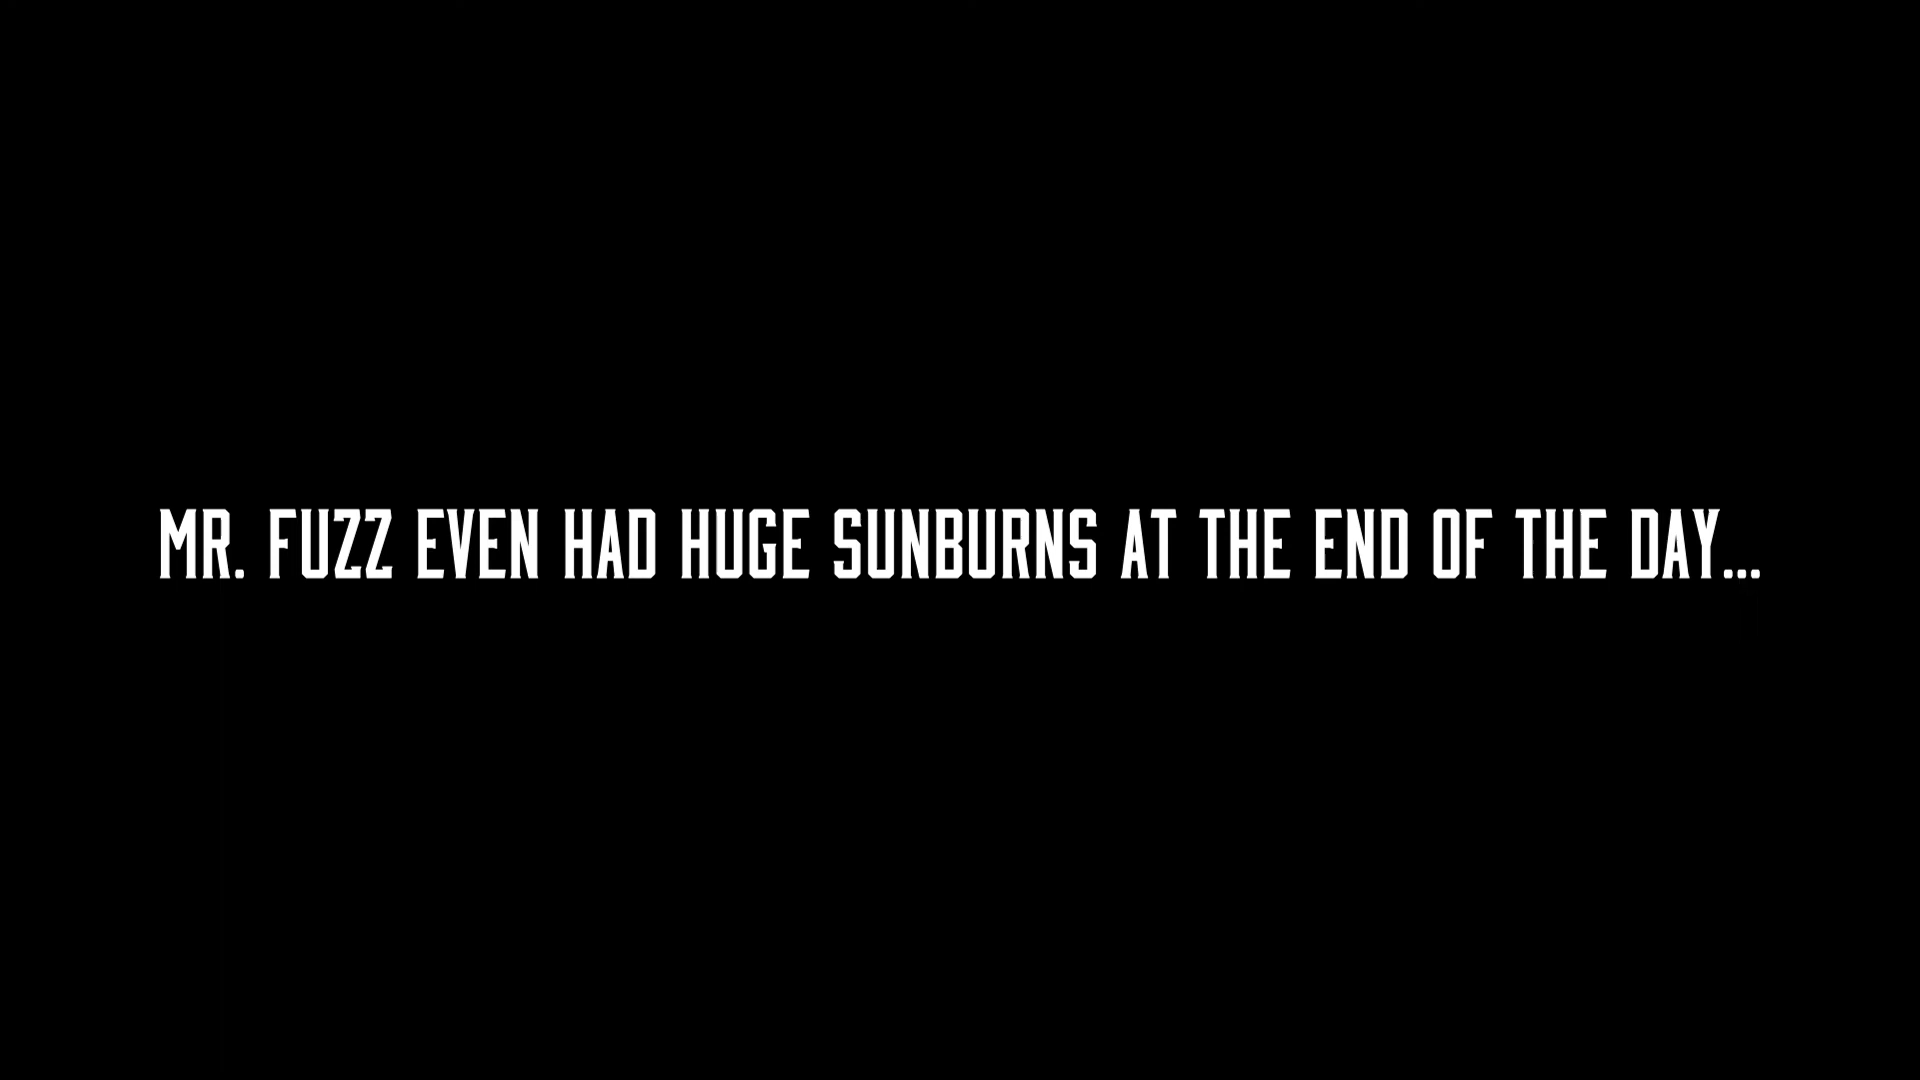 MR. FUZZ EVEN HAD HUGE SUNBURNS AT THE END OF THE DAY...